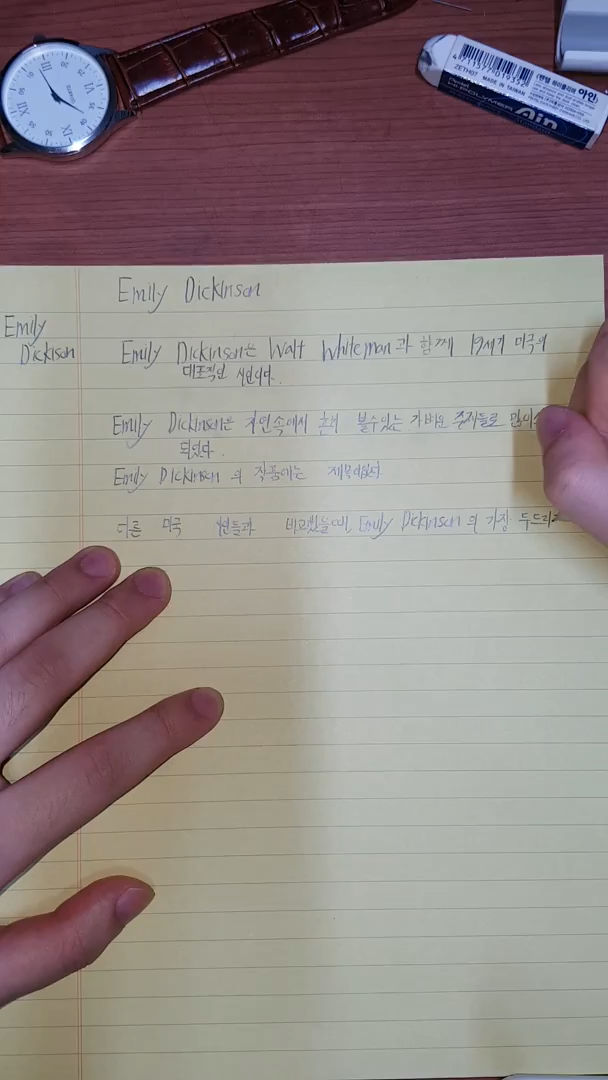 Emily Dickinson
Emily
Dickison
Emily Dickinson는 Walt Whiteman과 함께 19세기 미국의
대표적인 시인이다.
Emily Dickinson은 자연속에서 흔히 볼수있는 가벼운 주제들로 많이
되었다.
Emily Dickinson의 작품에는 제목이없다
다른 미국 시인들과 비교했을때, Emily Dickinson의 가장 두드러
4711577019352
ZEH07 MADE IN TAIWAN
아인
Pentel
Ain